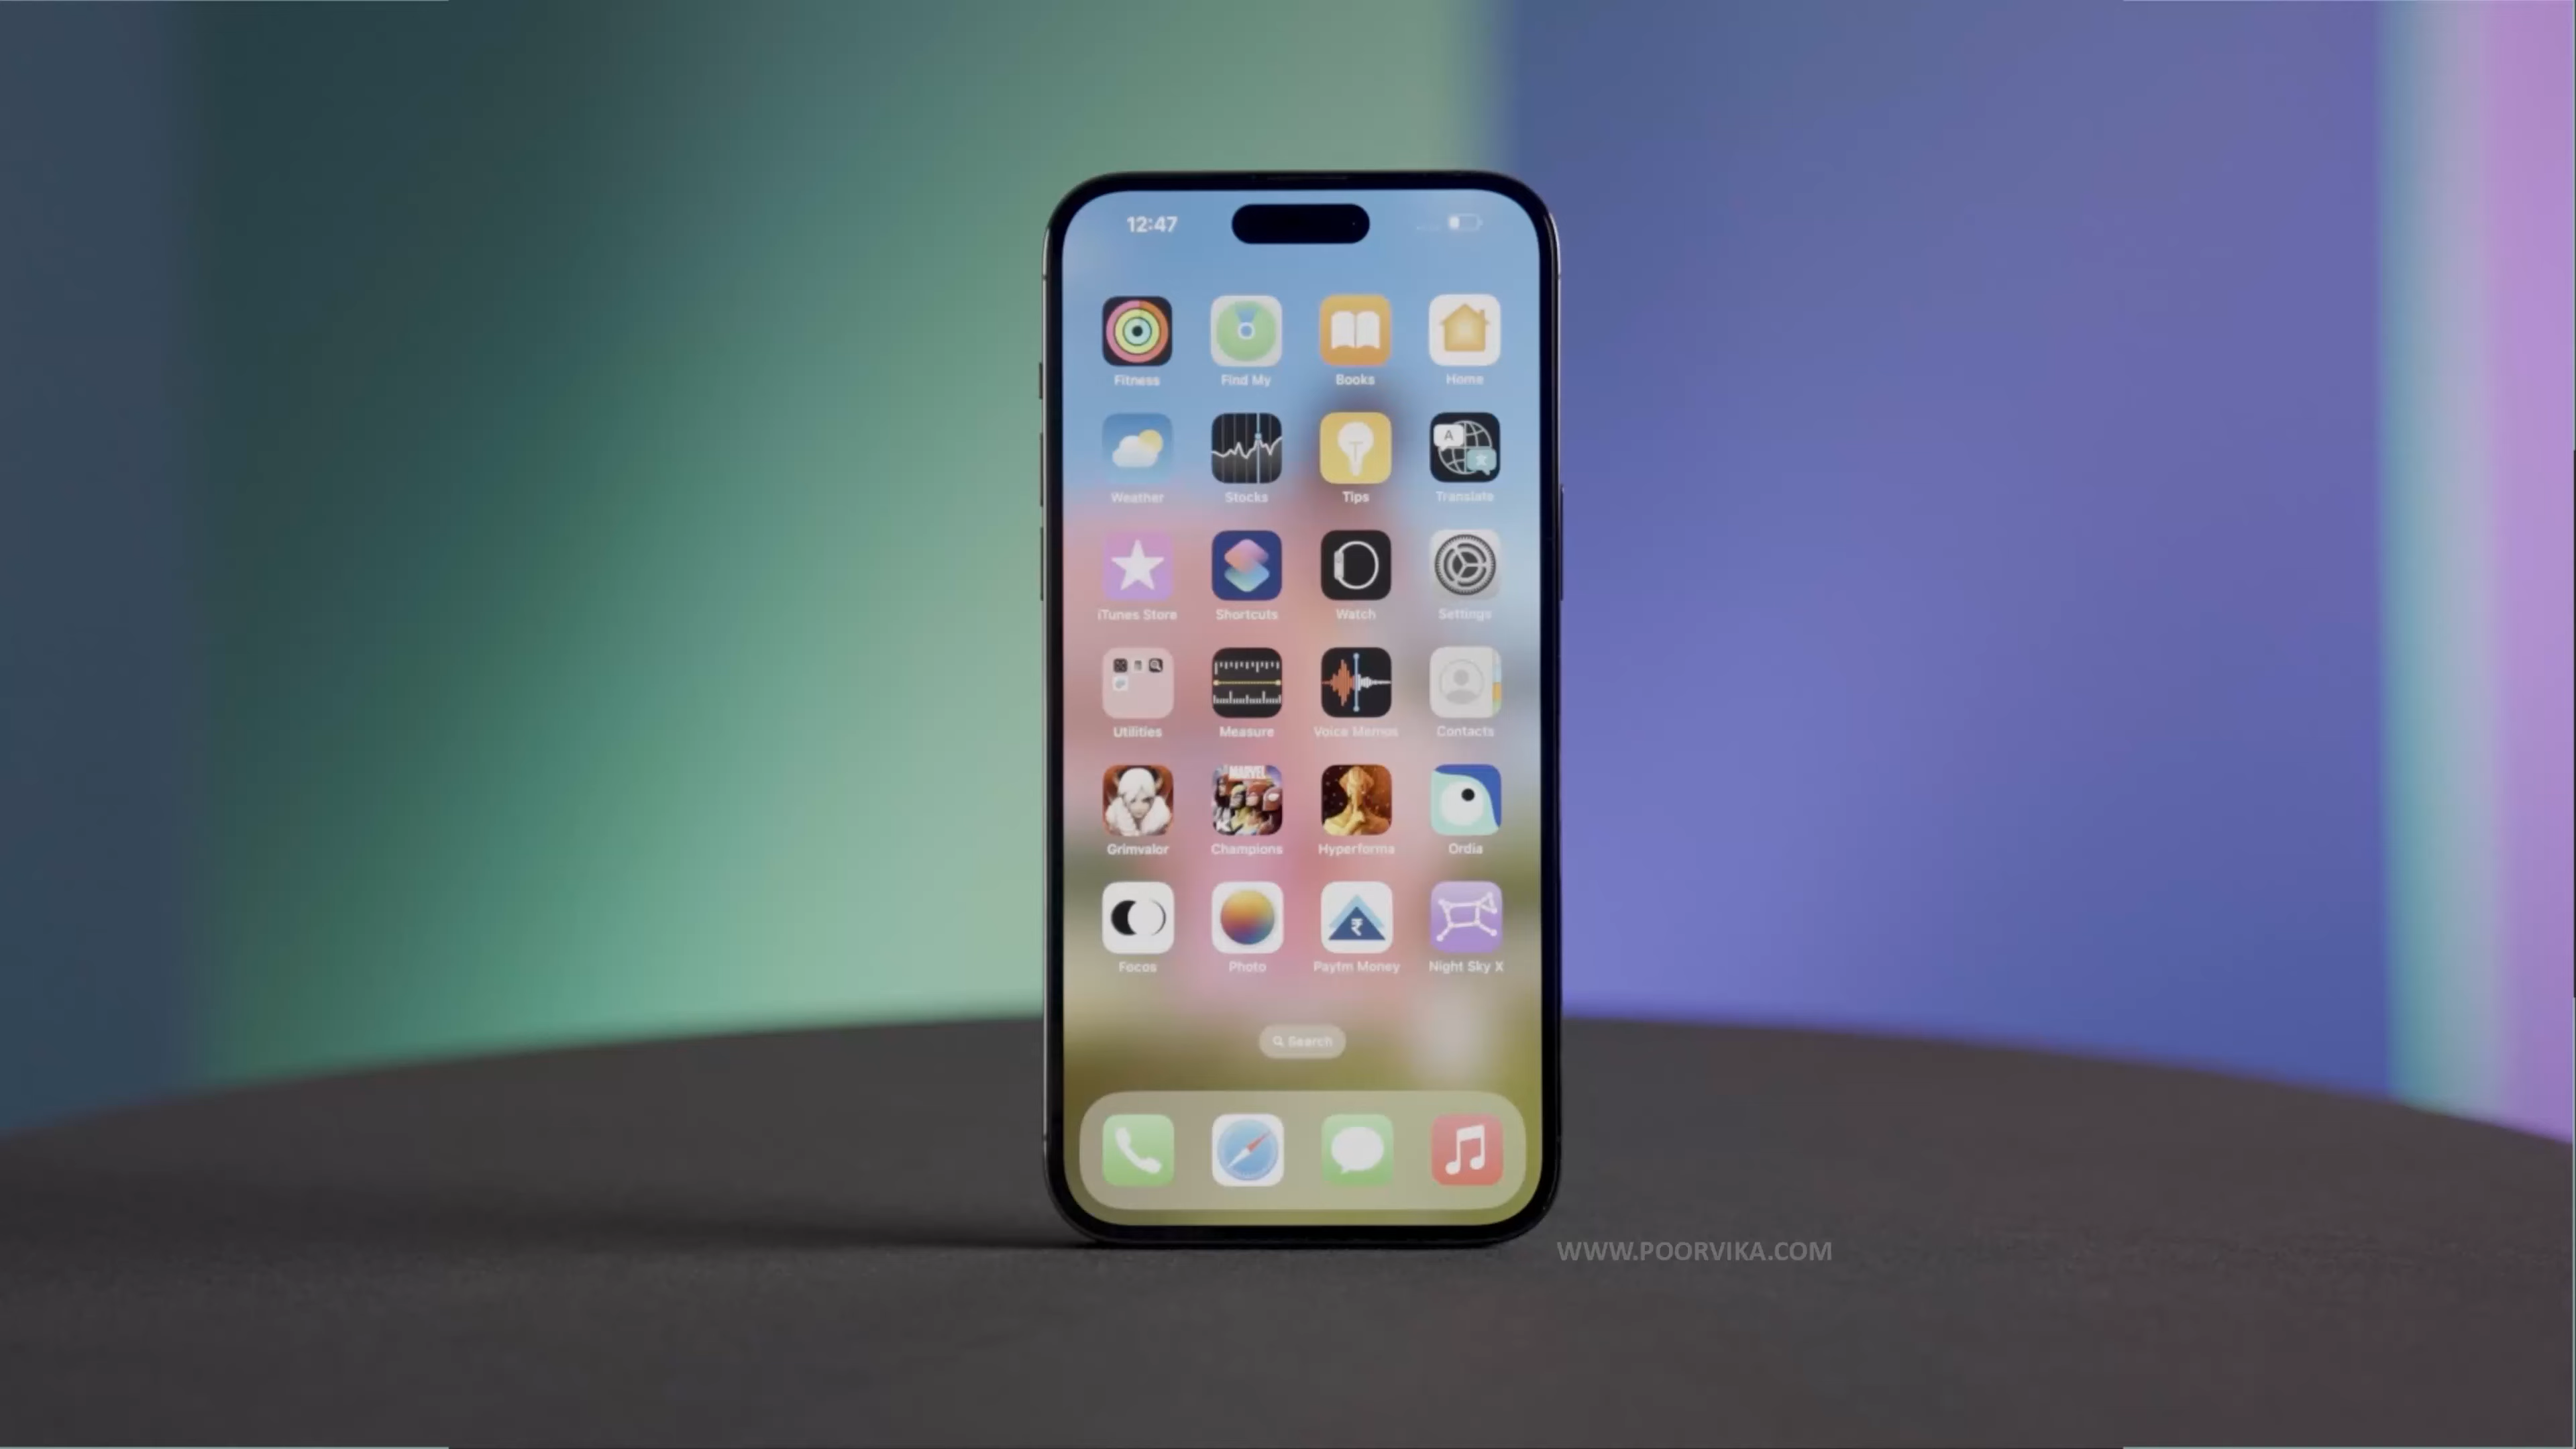 12:47
Fitness Find My Books Home
Weather Stocks Tips Translate
iTunes Store Shortcuts Watch Settings
Utilities Measure Voice Memos Contacts
MARVEL
Grimvalor Champions Hyperforma Ordia
Focos Photo Paytm Money Night Sky X
Search
WWW.POORVIKA.COM